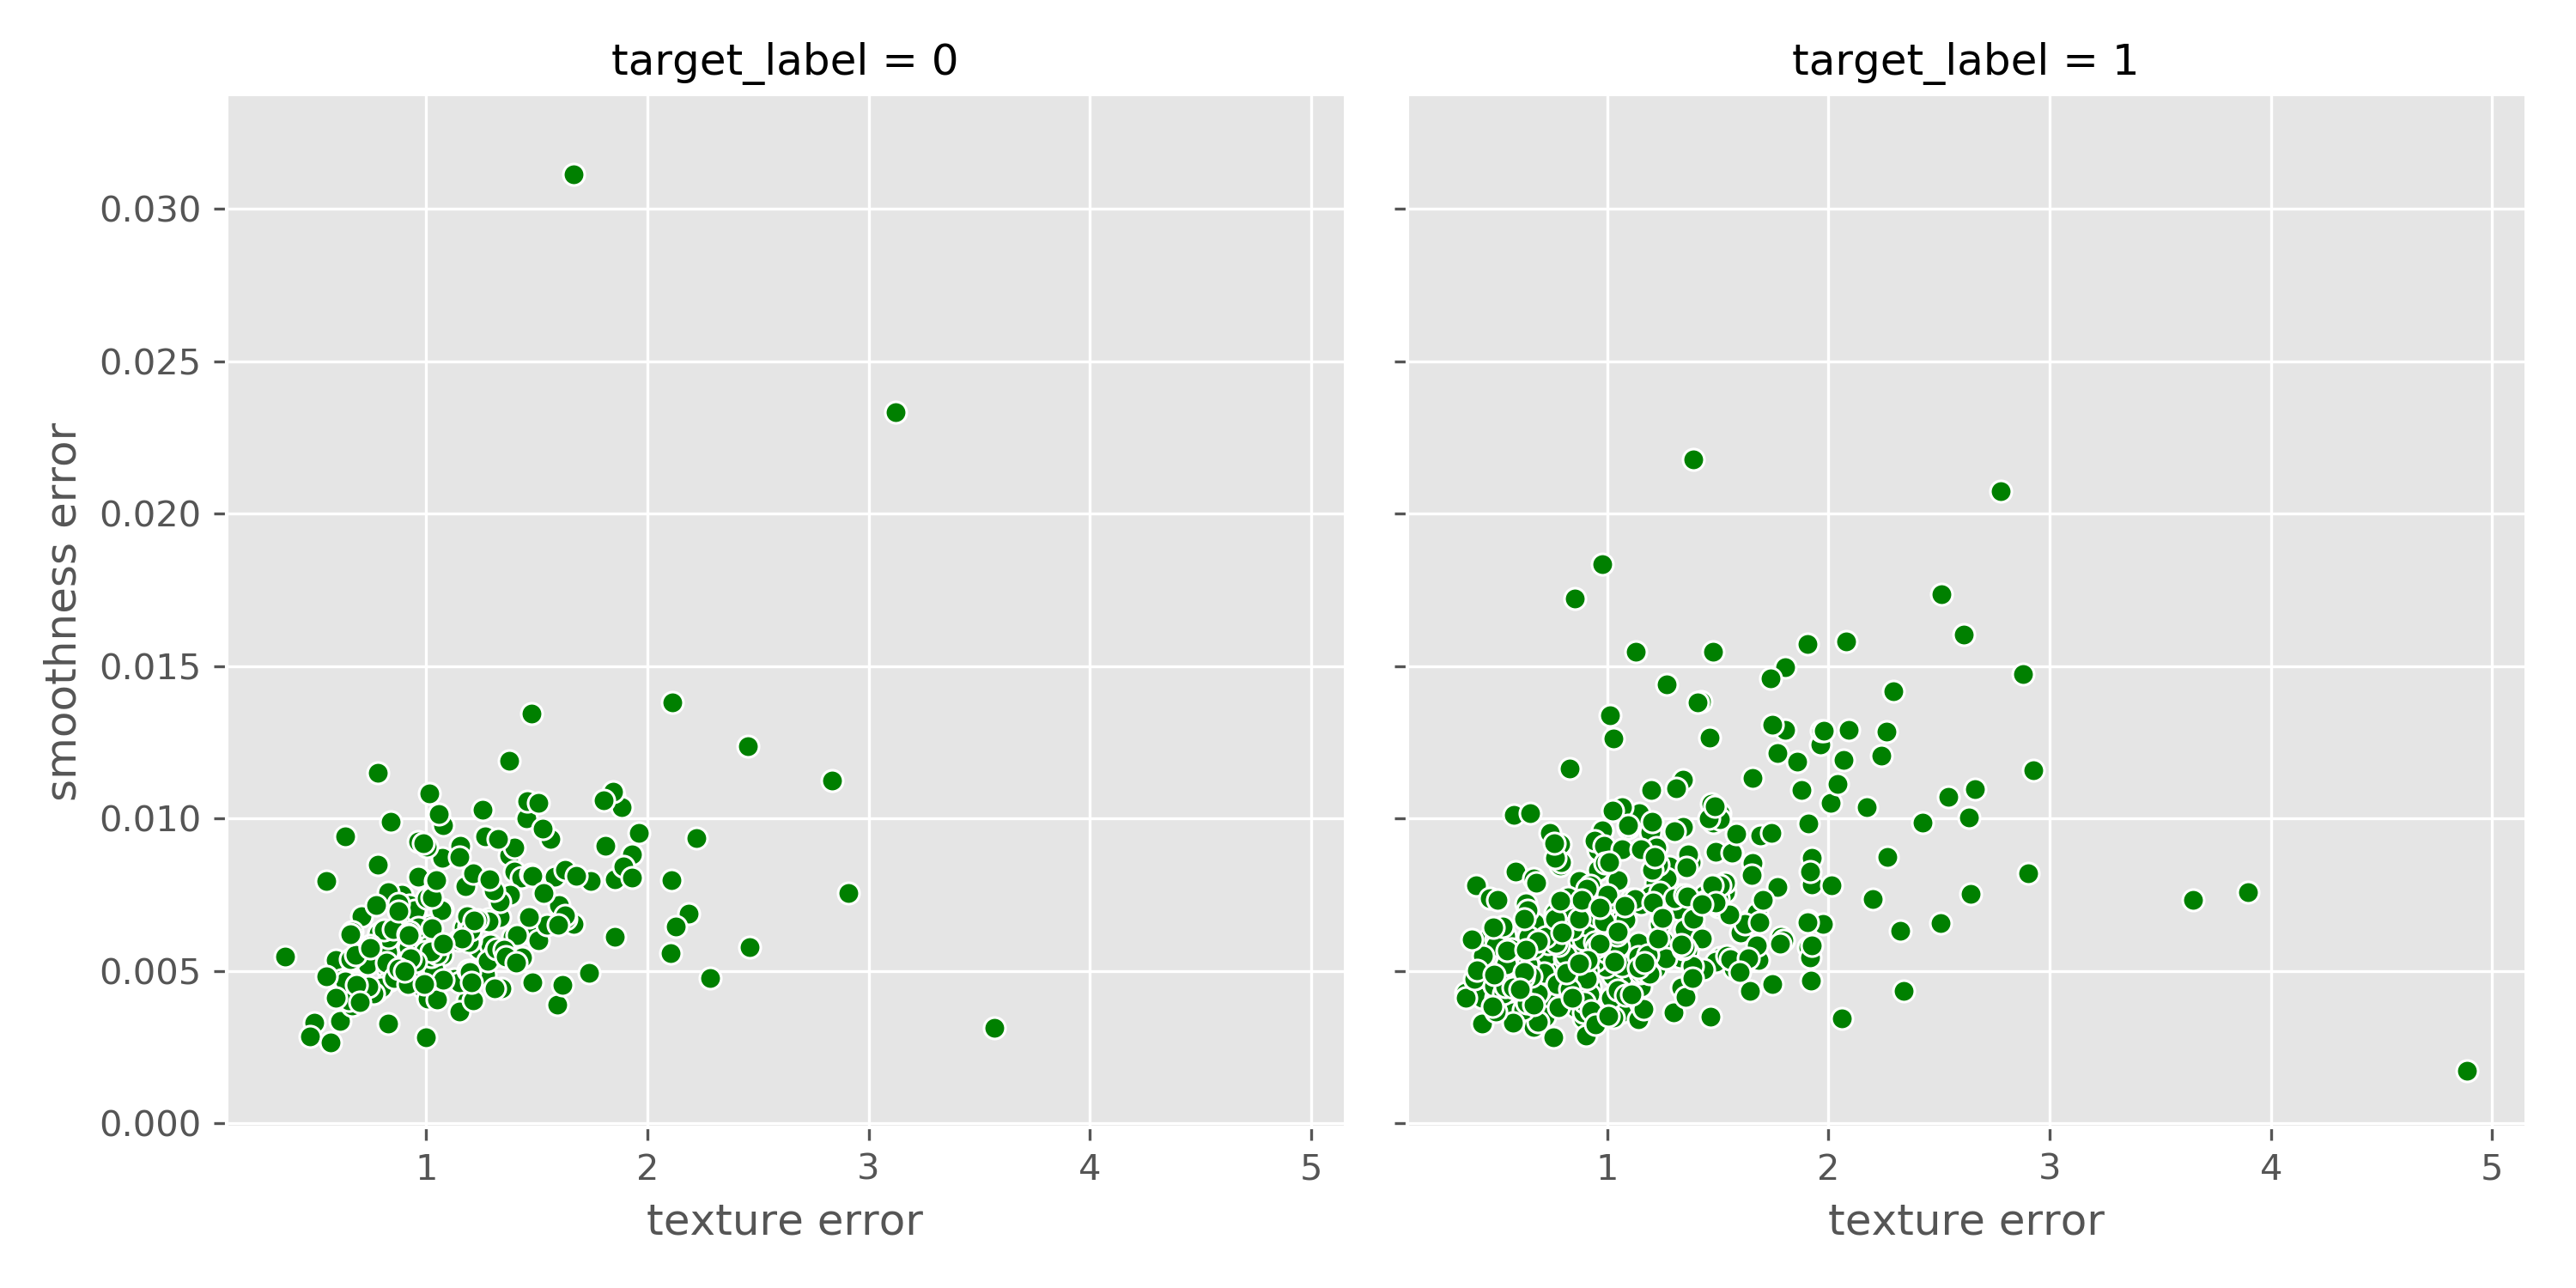 target_label = 0
target_label = 1
smoothness error
0.030
0.025
0.020
0.015
0.010
0.005
0.000
1 2 3 4 5
1 2 3 4 5
texture error
texture error